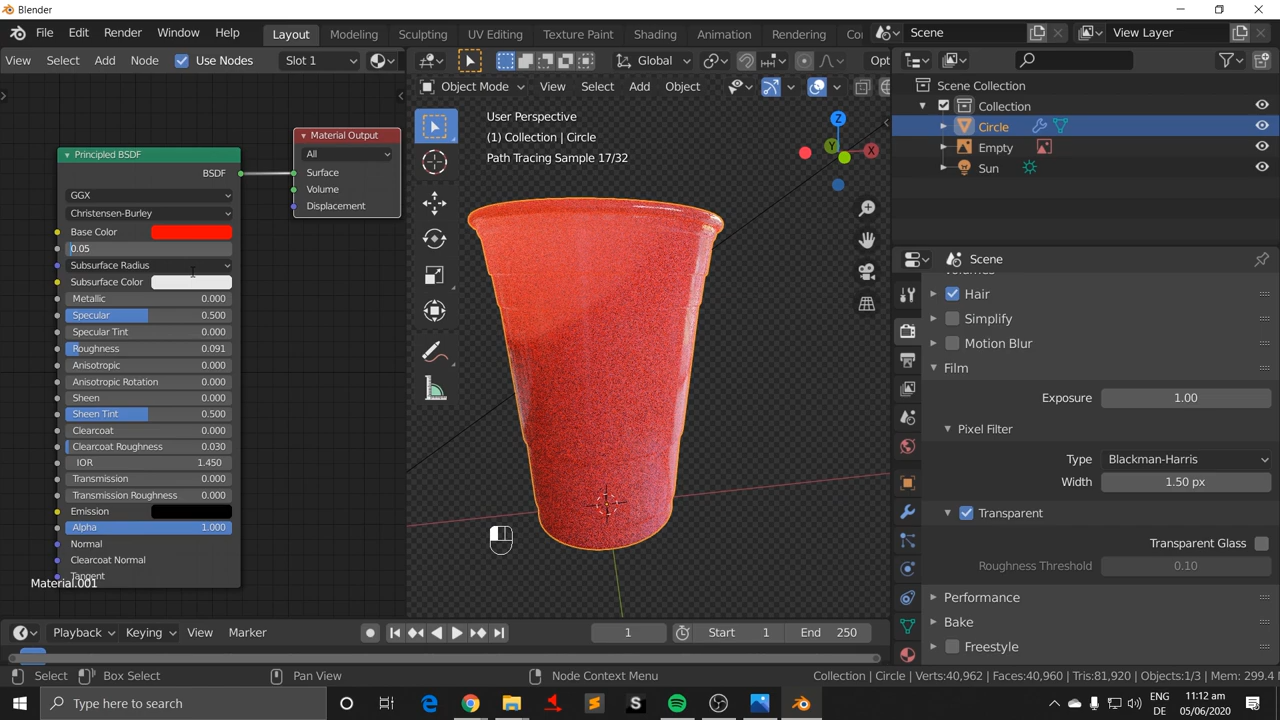 Blender
File Edit Render Window Help
Layout Modeling Sculpting UV Editing Texture Paint Shading Animation Rendering Co
Scene
View Layer
View Select Add Node Use Nodes Slot 1
Global
Opt
Object Mode View Select Add Object
User Perspective
(1) Collection | Circle
Path Tracing Sample 17/32
Z
Y
X
Principled BSDF
BSDF
GGX
Christensen-Burley
Base Color
0.05
Subsurface Radius
Subsurface Color
Metallic 0.000
Specular 0.500
Specular Tint 0.000
Roughness 0.091
Anisotropic 0.000
Anisotropic Rotation 0.000
Sheen 0.000
Sheen Tint 0.500
Clearcoat 0.000
Clearcoat Roughness 0.030
IOR 1.450
Transmission 0.000
Transmission Roughness 0.000
Emission
Alpha 1.000
Normal
Clearcoat Normal
Tangent
Material.001
Material Output
All
Surface
Volume
Displacement
Scene Collection
Collection
Circle
Empty
Sun
Scene
Hair
Simplify
Motion Blur
Film
Exposure 1.00
Pixel Filter
Type Blackman-Harris
Width 1.50 px
Transparent
Transparent Glass
Roughness Threshold 0.10
Performance
Bake
Freestyle
Playback Keying View Marker
1
Start 1
End 250
Select Box Select Pan View Node Context Menu
Collection | Circle | Verts:40,962 | Faces:40,960 | Tris:81,920 | Objects:1/3 | Mem: 299.4
Type here to search
ENG
DE
11:12 am
05/06/2020